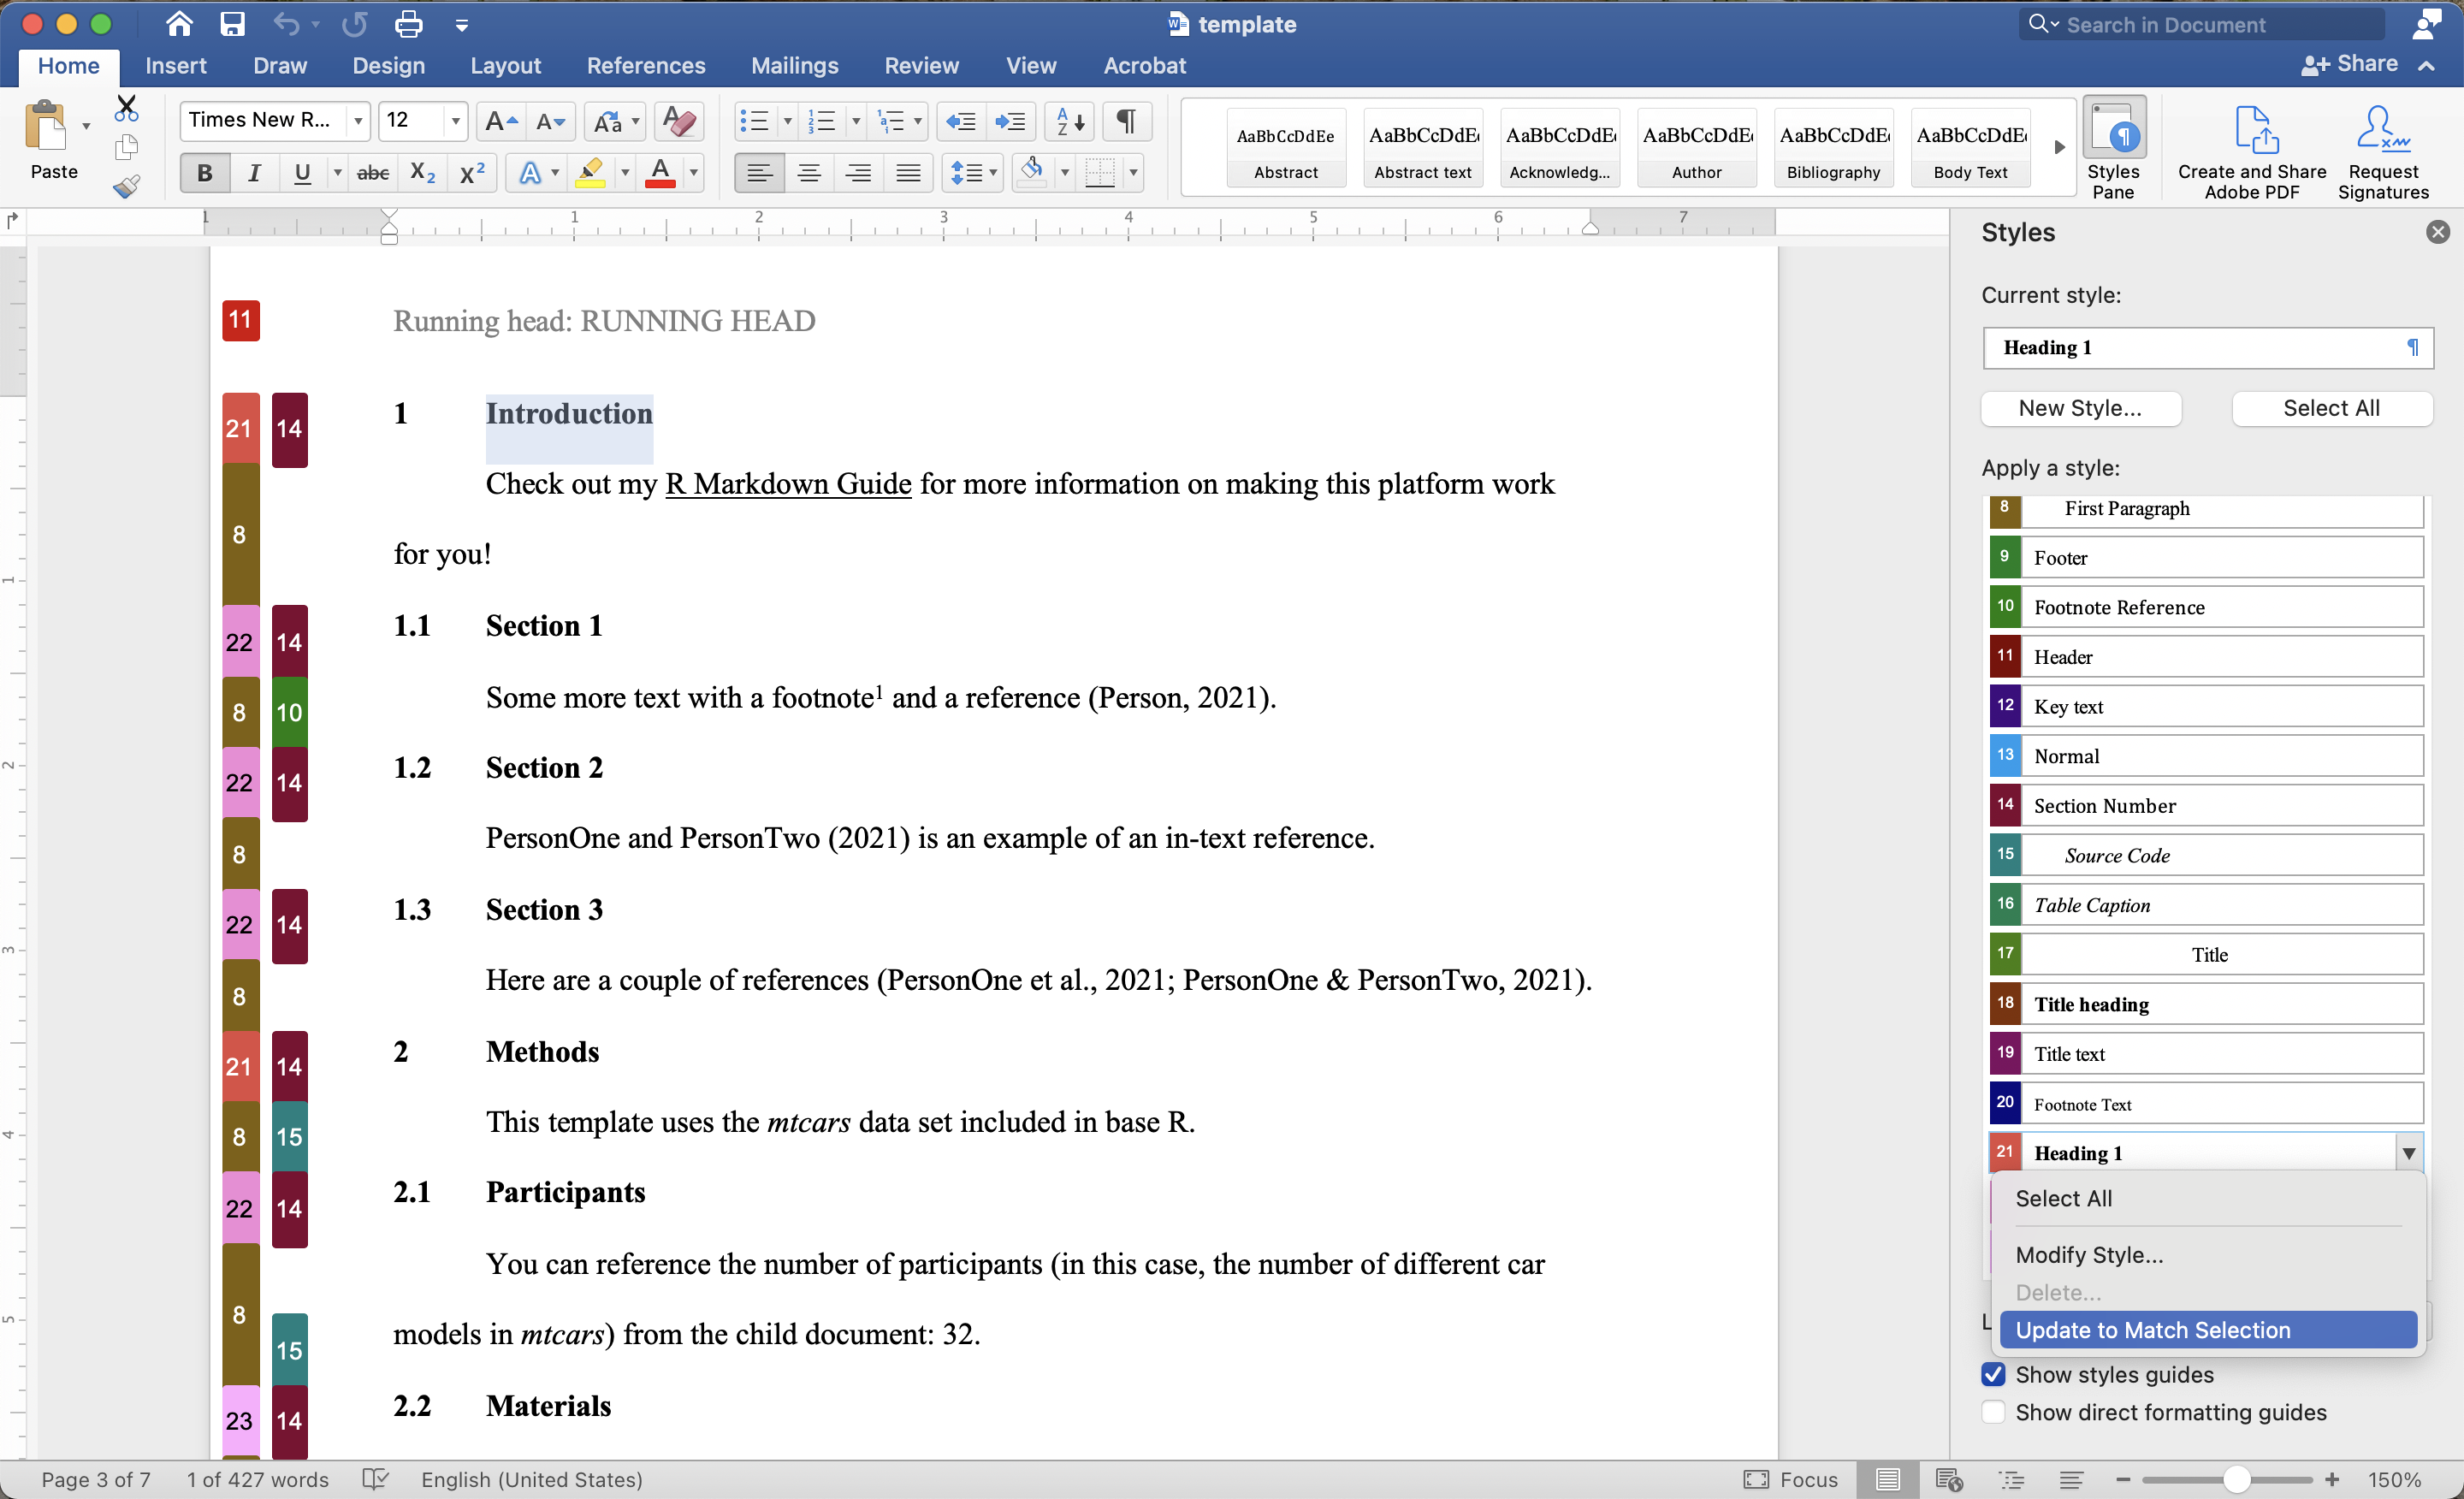 template
Search in Document
Home Insert Draw Design Layout References Mailings Review View Acrobat
Share
Paste
Times New R... 12
AaBbCcDdEe
Abstract
AaBbCcDdE
Abstract text
AaBbCcDdE
Acknowledg...
AaBbCcDdE
Author
AaBbCcDdE
Bibliography
AaBbCcDdE
Body Text
Styles
Pane
Create and Share
Adobe PDF
Request
Signatures
1 1 2 3 4 5 6 7
11 Running head: RUNNING HEAD
21 14 1 Introduction
Check out my R Markdown Guide for more information on making this platform work
8
for you!
22 14 1.1 Section 1
8 10 Some more text with a footnote1 and a reference (Person, 2021).
22 14 1.2 Section 2
8 PersonOne and PersonTwo (2021) is an example of an in-text reference.
22 14 1.3 Section 3
8 Here are a couple of references (PersonOne et al., 2021; PersonOne & PersonTwo, 2021).
21 14 2 Methods
8 15 This template uses the mtcars data set included in base R.
22 14 2.1 Participants
You can reference the number of participants (in this case, the number of different car
8 15
models in mtcars) from the child document: 32.
23 14 2.2 Materials
1
2
3
4
5
Styles
Current style:
Heading 1
New Style... Select All
Apply a style:
8 First Paragraph
9 Footer
10 Footnote Reference
11 Header
12 Key text
13 Normal
14 Section Number
15 Source Code
16 Table Caption
17 Title
18 Title heading
19 Title text
20 Footnote Text
21 Heading 1
Select All
Modify Style...
Delete...
Update to Match Selection
Show styles guides
Show direct formatting guides
Page 3 of 7 1 of 427 words English (United States) Focus 150%